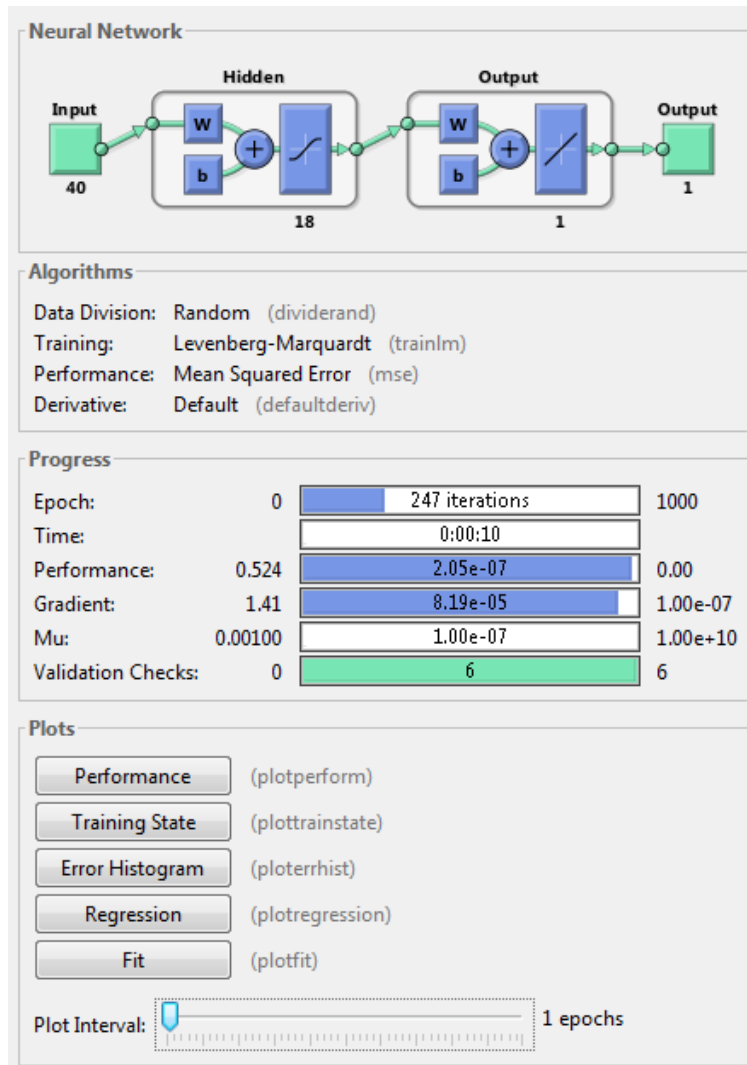 Neural Network
Hidden Output
Input W b + W b + Output
40 18 1 1
Algorithms
Data Division: Random (dividerand)
Training: Levenberg-Marquardt (trainlm)
Performance: Mean Squared Error (mse)
Derivative: Default (defaultderiv)
Progress
Epoch: 0 247 iterations 1000
Time: 0:00:10
Performance: 0.524 2.05e-07 0.00
Gradient: 1.41 8.19e-05 1.00e-07
Mu: 0.00100 1.00e-07 1.00e+10
Validation Checks: 0 6 6
Plots
Performance (plotperform)
Training State (plottrainstate)
Error Histogram (ploterrhist)
Regression (plotregression)
Fit (plotfit)
Plot Interval: 1 epochs